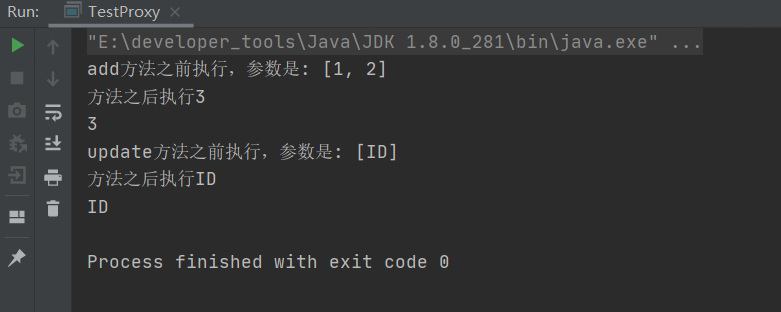 Run: TestProxy
"E:\developer_tools\Java\JDK 1.8.0_281\bin\java.exe" ...
add方法之前执行，参数是: [1, 2]
方法之后执行3
3
update方法之前执行，参数是: [ID]
方法之后执行ID
ID
Process finished with exit code 0